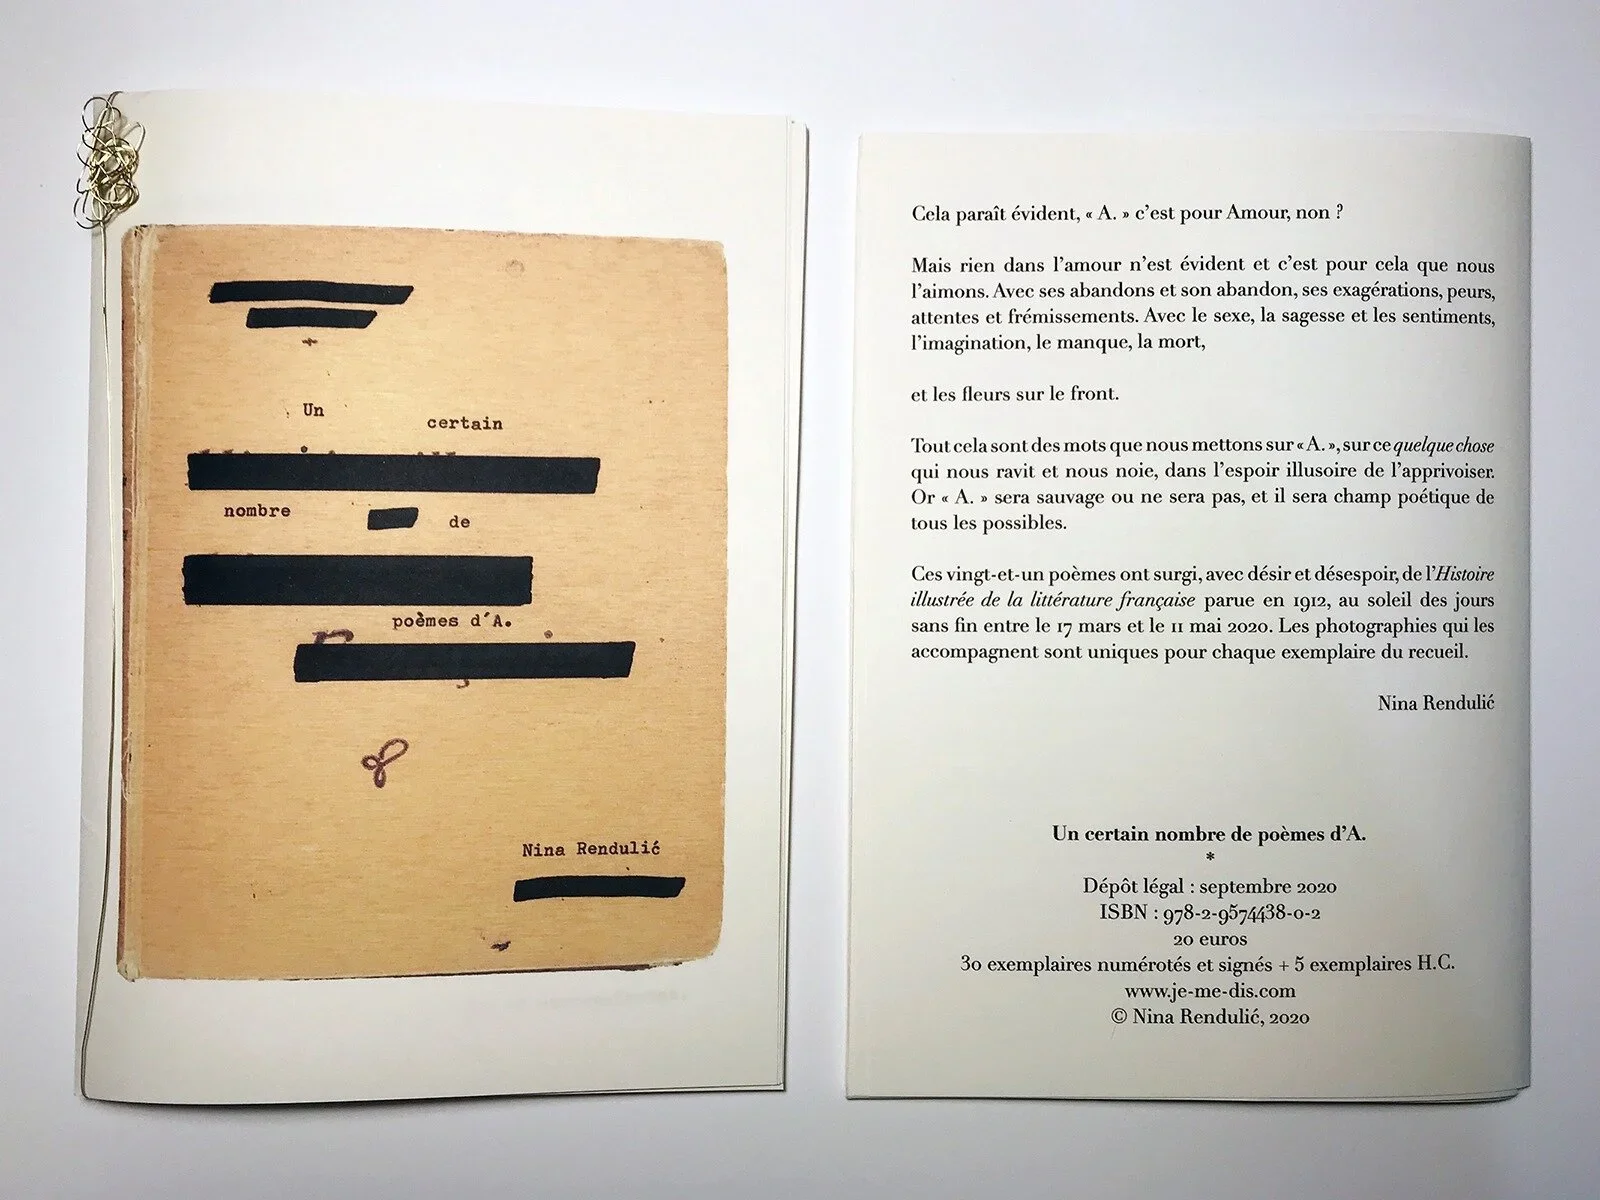 Un
certain
nombre
de
poèmes d'A.
Nina Rendulić
Cela paraît évident, « A. » c'est pour Amour, non ?
Mais rien dans l'amour n'est évident et c'est pour cela que nous
l'aimons. Avec ses abandons et son abandon, ses exagérations, peurs,
attentes et frémissements. Avec le sexe, la sagesse et les sentiments,
l'imagination, le manque, la mort,
et les fleurs sur le front.
Tout cela sont des mots que nous mettons sur « A. », sur ce quelque chose
qui nous ravit et nous noie, dans l'espoir illusoire de l'apprivoiser.
Or « A. » sera sauvage ou ne sera pas, et il sera champ poétique de
tous les possibles.
Ces vingt-et-un poèmes ont surgi, avec désir et désespoir, de l'Histoire
illustrée de la littérature française parue en 1912, au soleil des jours
sans fin entre le 17 mars et le 11 mai 2020. Les photographies qui les
accompagnent sont uniques pour chaque exemplaire du recueil.
Nina Rendulić
Un certain nombre de poèmes d'A.
*
Dépôt légal : septembre 2020
ISBN : 978-2-9574438-0-2
20 euros
30 exemplaires numérotés et signés + 5 exemplaires H.C.
www.je-me-dis.com
© Nina Rendulić, 2020